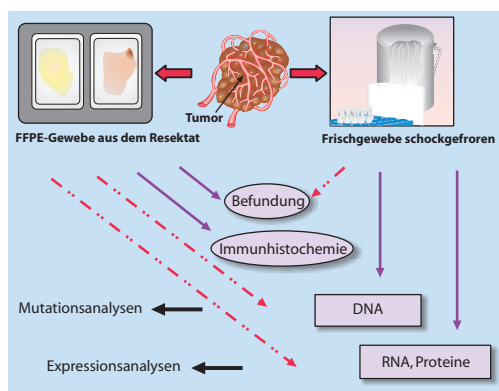 Tumor
FFPE-Gewebe aus dem Resektat
Frischgewebe schockgefroren
Befundung
Immunhistochemie
Mutationsanalysen
DNA
Expressionsanalysen
RNA, Proteine